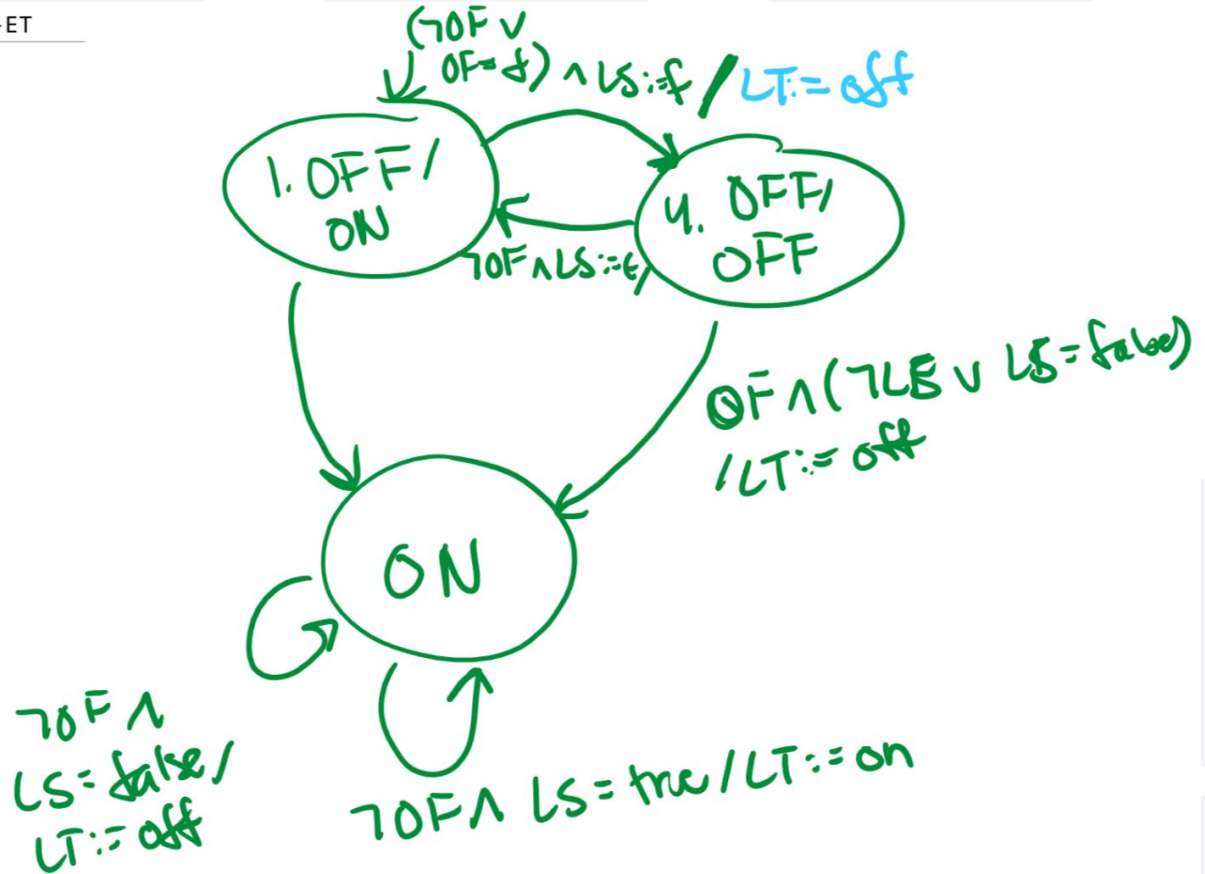 ET
(¬OF ∨
OF=f) ∧ LS:=f / LT:= off
1. OFF/
ON
4. OFF/
OFF
¬OF ∧ LS:=t/
OF ∧ (¬LS ∨ LS=false)
/LT:= off
ON
¬OF ∧
LS=false/
LT:= off
¬OF ∧ LS=true/LT:=on